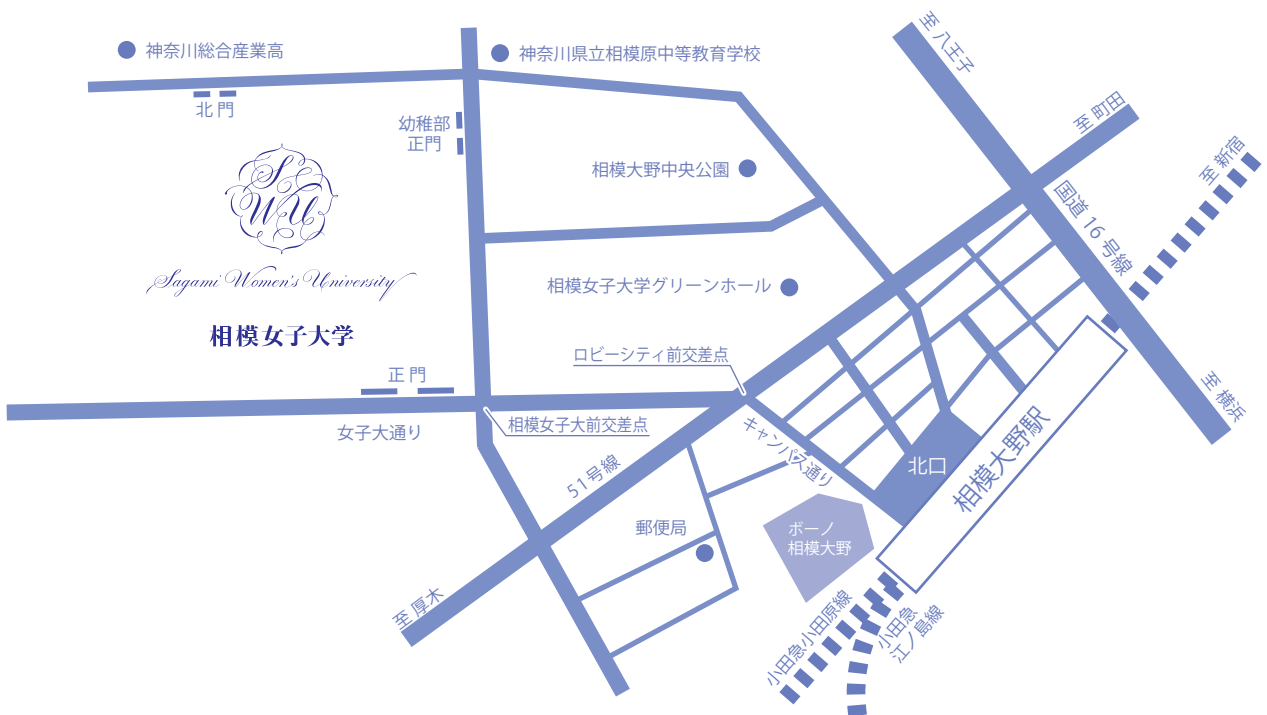 神奈川総合産業高
神奈川県立相模原中等教育学校
至 八王子
北 門
幼稚部
正門
至 町田
相模大野中央公園
至 新宿
国道 16 号線
S
W U
Sagami Women's University
相模女子大学
相模女子大学グリーンホール
ロビーシティ前交差点
正 門
至 横浜
女子大通り
相模女子大前交差点
キャンパス通り
51号線
北口
相模大野駅
郵便局
ボーノ
相模大野
至 厚木
小田急小田原線
小田急
江ノ島線